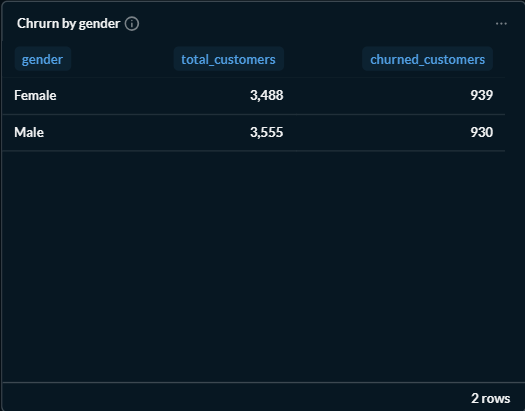 Chrurn by gender
gender total_customers churned_customers
Female 3,488 939
Male 3,555 930
2 rows